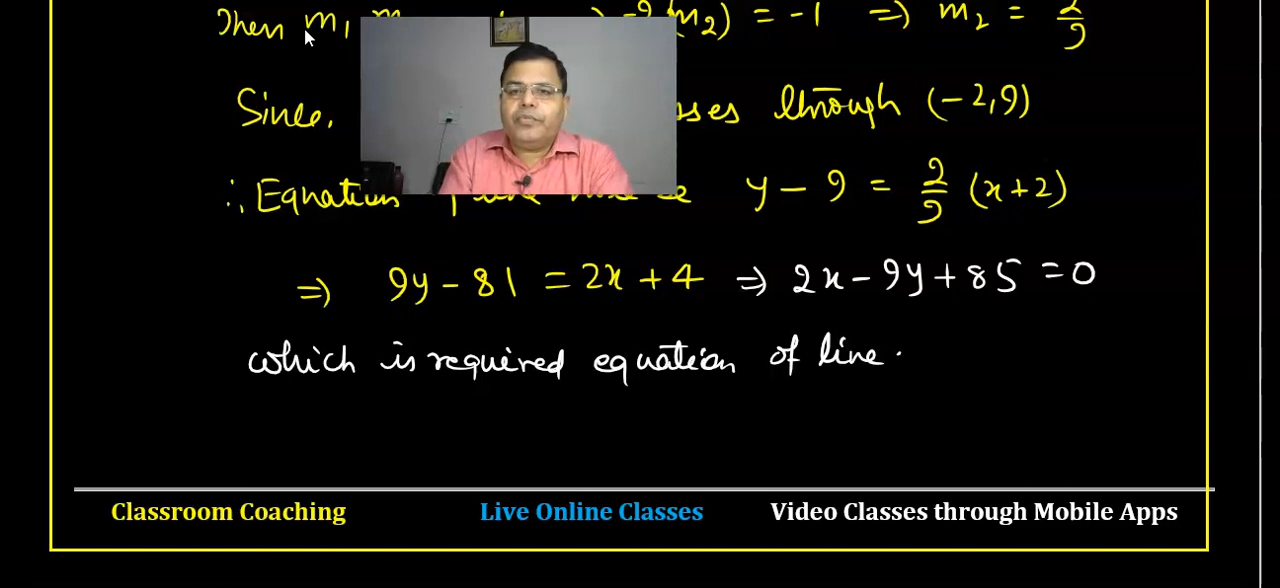 Then m₁ (m₂) = -1 ⇒ m₂ = 2/9
Since, through (-2,9)
∴ Equation y - 9 = 2/9 (x+2)
⇒ 9y - 81 = 2x + 4 ⇒ 2x - 9y + 85 = 0
which is required equation of line.
Classroom Coaching Live Online Classes Video Classes through Mobile Apps